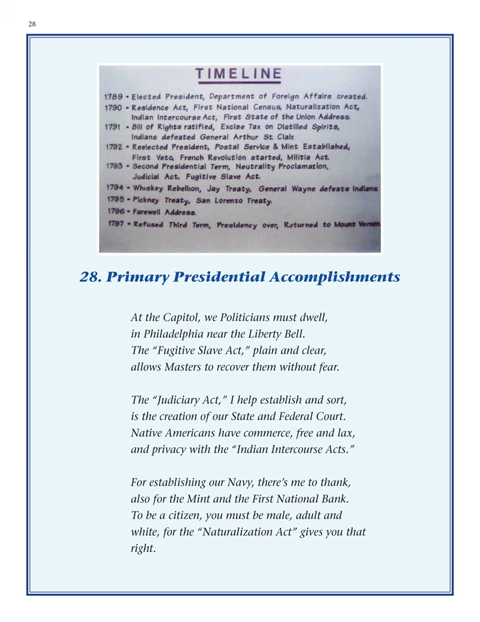 28
TIMELINE
1789 - Elected President, Department of Foreign Affairs created.
1790 - Residence Act, First National Census, Naturalization Act,
Indian Intercourse Act, First State of the Union Address.
1791 - Bill of Rights ratified, Excise Tax on Distilled Spirits,
Indians defeated General Arthur St. Clair.
1792 - Reelected President, Postal Service & Mint Established,
First Veto, French Revolution started, Militia Act.
1793 - Second Presidential Term, Neutrality Proclamation,
Judicial Act, Fugitive Slave Act.
1794 - Whiskey Rebellion, Jay Treaty, General Wayne defeats Indians
1795 - Pickney Treaty, San Lorenzo Treaty.
1796 - Farewell Address.
1797 - Refused Third Term, Presidency over, Returned to Mount Vernon
28. Primary Presidential Accomplishments
At the Capitol, we Politicians must dwell,
in Philadelphia near the Liberty Bell.
The “Fugitive Slave Act,” plain and clear,
allows Masters to recover them without fear.
The “Judiciary Act,” I help establish and sort,
is the creation of our State and Federal Court.
Native Americans have commerce, free and lax,
and privacy with the “Indian Intercourse Acts.”
For establishing our Navy, there’s me to thank,
also for the Mint and the First National Bank.
To be a citizen, you must be male, adult and
white, for the “Naturalization Act” gives you that
right.